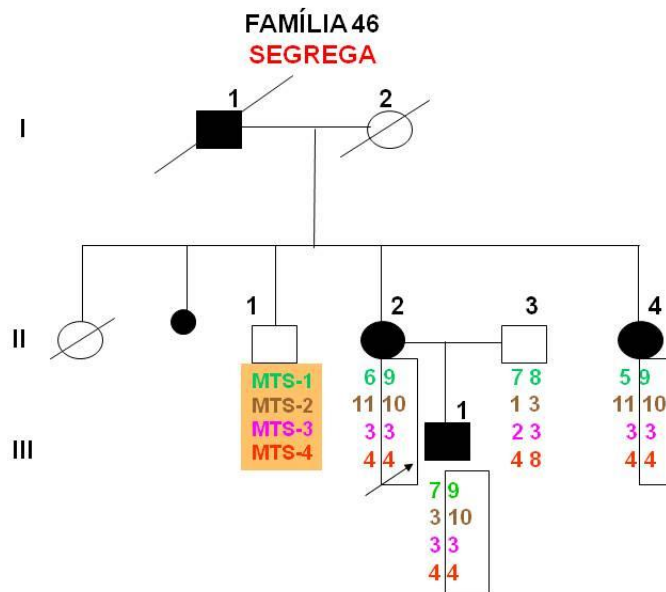 FAMÍLIA 46
SEGREGA
1 2
I
1 2 3 4
II
MTS-1 6 9 7 8 5 9
MTS-2 11 10 1 3 11 10
MTS-3 3 3 1 2 3 3 3
III
MTS-4 4 4 4 8 4 4
7 9
3 10
3 3
4 4